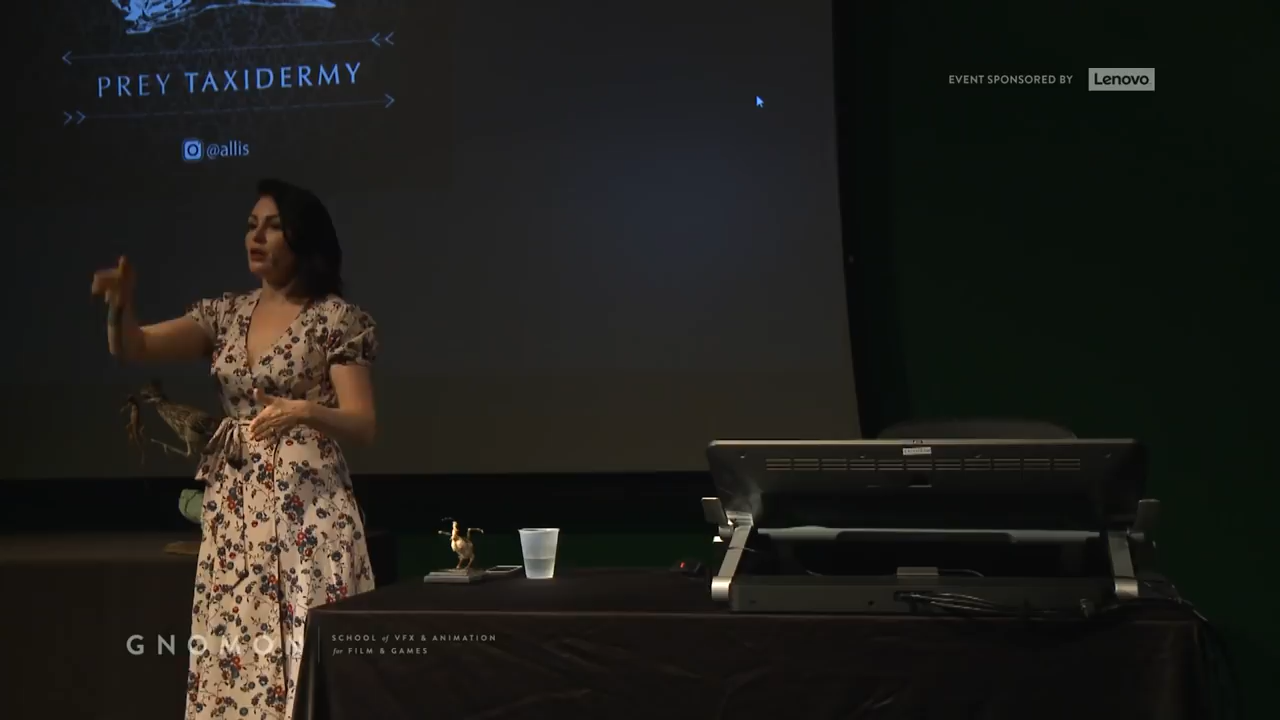 PREY TAXIDERMY
@allis
EVENT SPONSORED BY Lenovo
GNOMON
SCHOOL of VFX & ANIMATION
for FILM & GAMES